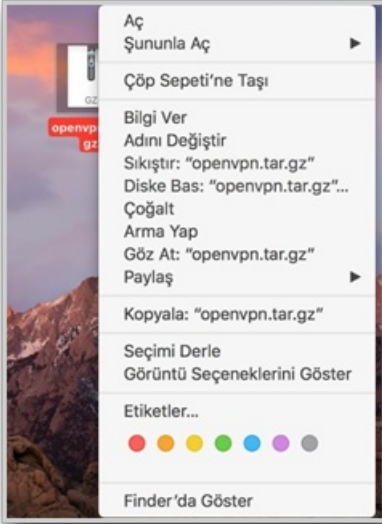 Aç
Şununla Aç
Çöp Sepeti’ne Taşı
GZ
openvp
gz
Bilgi Ver
Adını Değiştir
Sıkıştır: “openvpn.tar.gz”
Diske Bas: “openvpn.tar.gz”...
Çoğalt
Arma Yap
Göz At: “openvpn.tar.gz”
Paylaş
Kopyala: “openvpn.tar.gz”
Seçimi Derle
Görüntü Seçeneklerini Göster
Etiketler...
Finder’da Göster